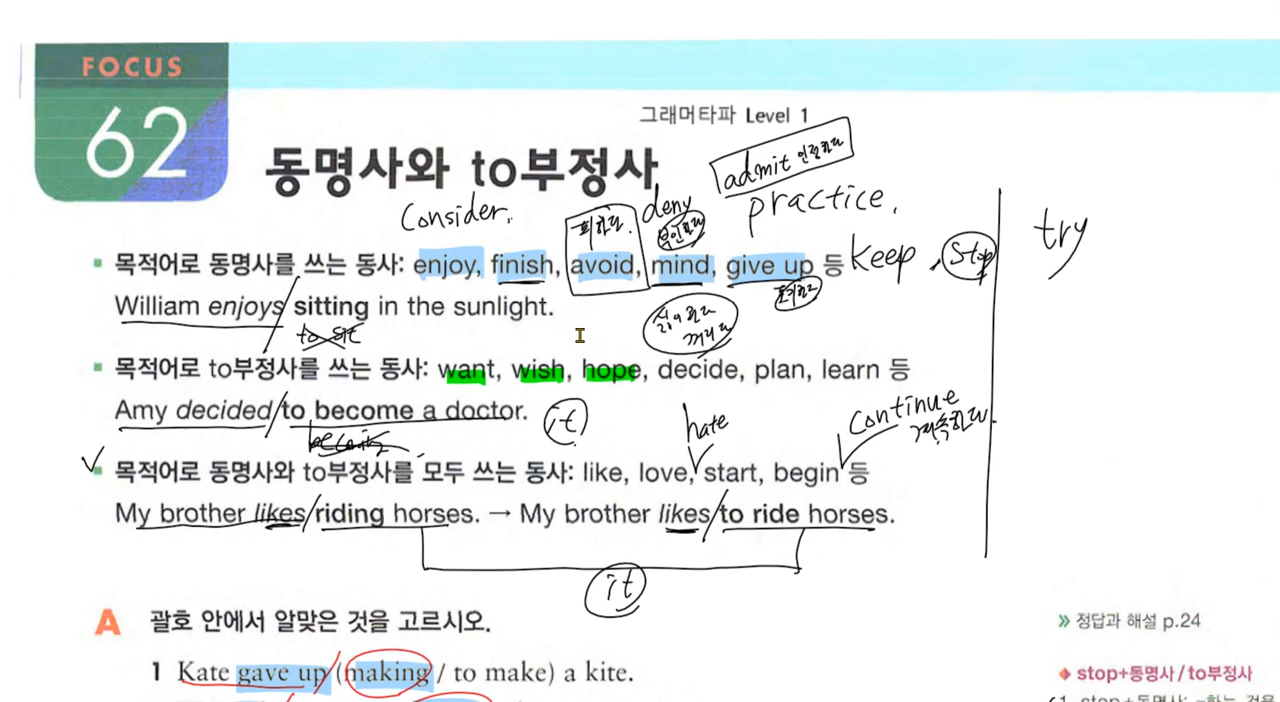 FOCUS
62
그래머타파 Level 1
동명사와 to부정사
admit 인정하다
Consider.
피하다.
deny
부인하다
practice.
try
목적어로 동명사를 쓰는 동사: enjoy, finish, avoid, mind, give up 등 keep, Stop
포기하다
William enjoys sitting in the sunlight.
to sit
싫어하다
꺼리다
목적어로 to부정사를 쓰는 동사: want, wish, hope, decide, plan, learn 등
Amy decided to become a doctor.
it
hate
continue
계속하다
목적어로 동명사와 to부정사를 모두 쓰는 동사: like, love, start, begin 등
My brother likes riding horses. → My brother likes to ride horses.
it
A 괄호 안에서 알맞은 것을 고르시오.
» 정답과 해설 p.24
1 Kate gave up (making / to make) a kite.
stop+동명사/to부정사